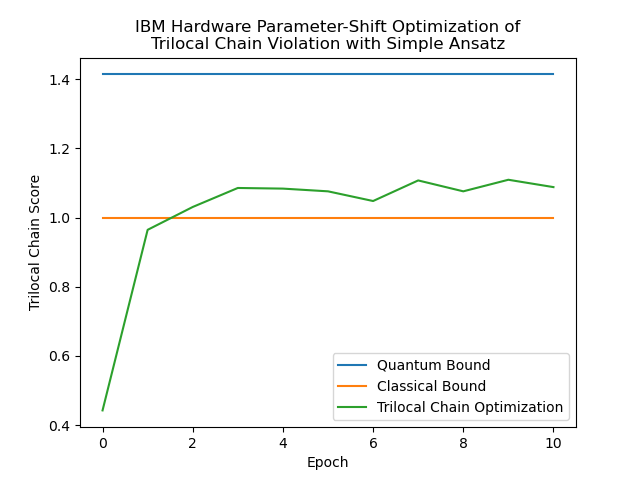 IBM Hardware Parameter-Shift Optimization of
Trilocal Chain Violation with Simple Ansatz
Trilocal Chain Score
1.4
1.2
1.0
0.8
0.6
0.4
Quantum Bound
Classical Bound
Trilocal Chain Optimization
0
2
4
6
8
10
Epoch